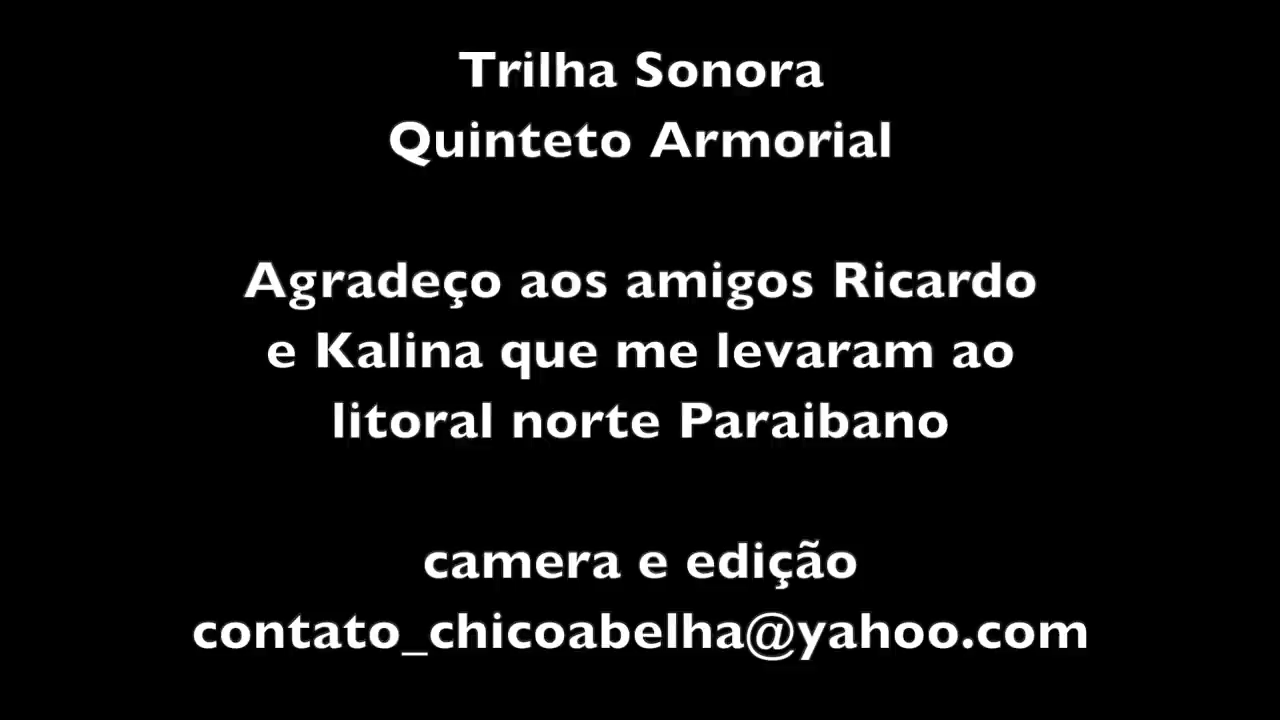 Trilha Sonora
Quinteto Armorial
Agradeço aos amigos Ricardo
e Kalina que me levaram ao
litoral norte Paraibano
camera e edição
contato_chicoabelha@yahoo.com